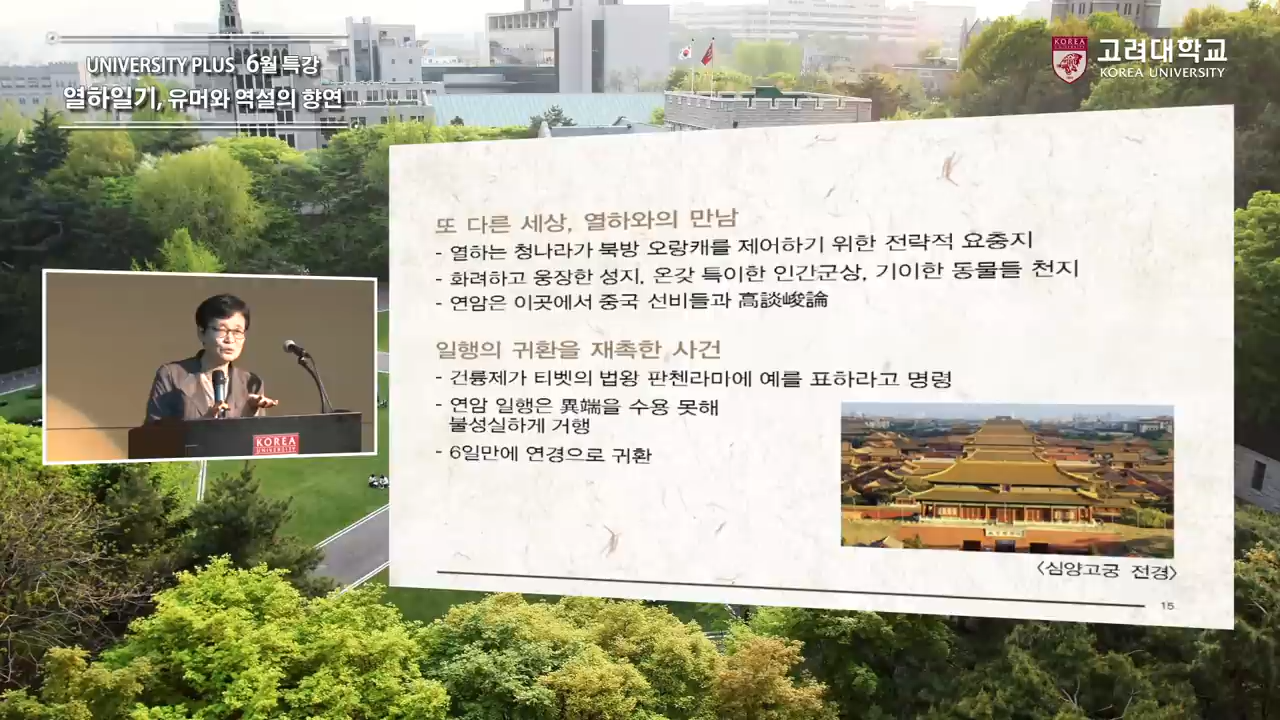 UNIVERSITY PLUS 6월 특강
열하일기, 유머와 역설의 향연
KOREA
UNIVERSITY
고려대학교
KOREA UNIVERSITY
또 다른 세상, 열하와의 만남
- 열하는 청나라가 북방 오랑캐를 제어하기 위한 전략적 요충지
- 화려하고 웅장한 성지, 온갖 특이한 인간군상, 기이한 동물들 천지
- 연암은 이곳에서 중국 선비들과 高談峻論
일행의 귀환을 재촉한 사건
- 건륭제가 티벳의 법왕 판첸라마에 예를 표하라고 명령
- 연암 일행은 異端을 수용 못해
불성실하게 거행
- 6일만에 연경으로 귀환
<심양고궁 전경>
15
KOREA
UNIVERSITY